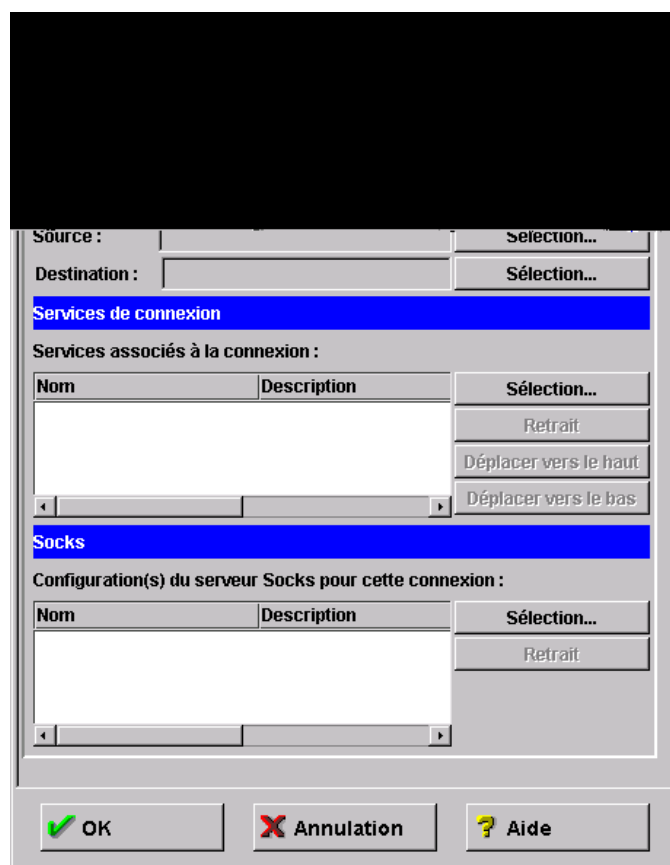 Source :
Sélection...
Destination :
Sélection...
Services de connexion
Services associés à la connexion :
Nom Description
Sélection...
Retrait
Déplacer vers le haut
Déplacer vers le bas
Socks
Configuration(s) du serveur Socks pour cette connexion :
Nom Description
Sélection...
Retrait
OK Annulation Aide